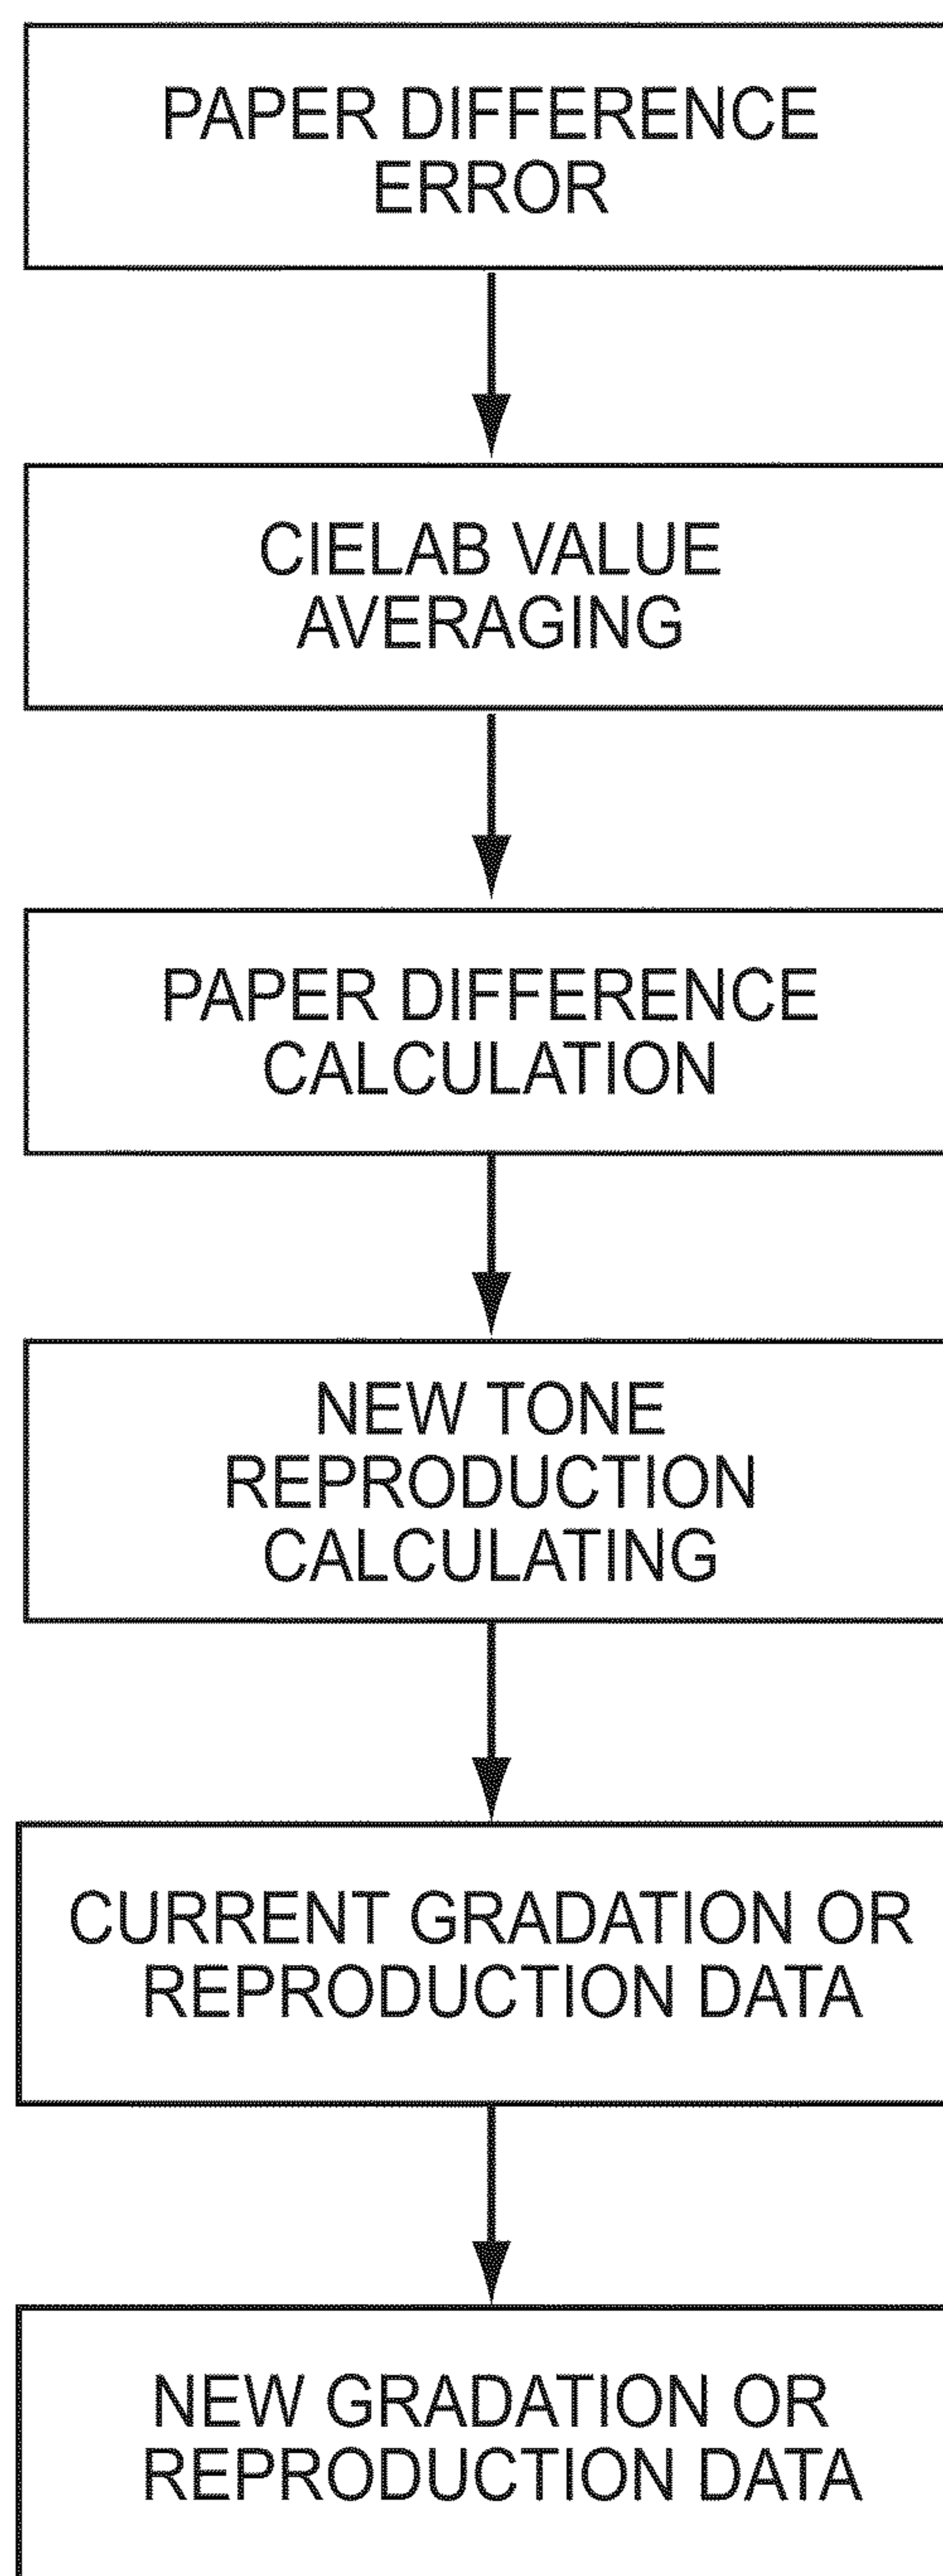 PAPER DIFFERENCE
ERROR
CIELAB VALUE
AVERAGING
PAPER DIFFERENCE
CALCULATION
NEW TONE
REPRODUCTION
CALCULATING
CURRENT GRADATION OR
REPRODUCTION DATA
NEW GRADATION OR
REPRODUCTION DATA